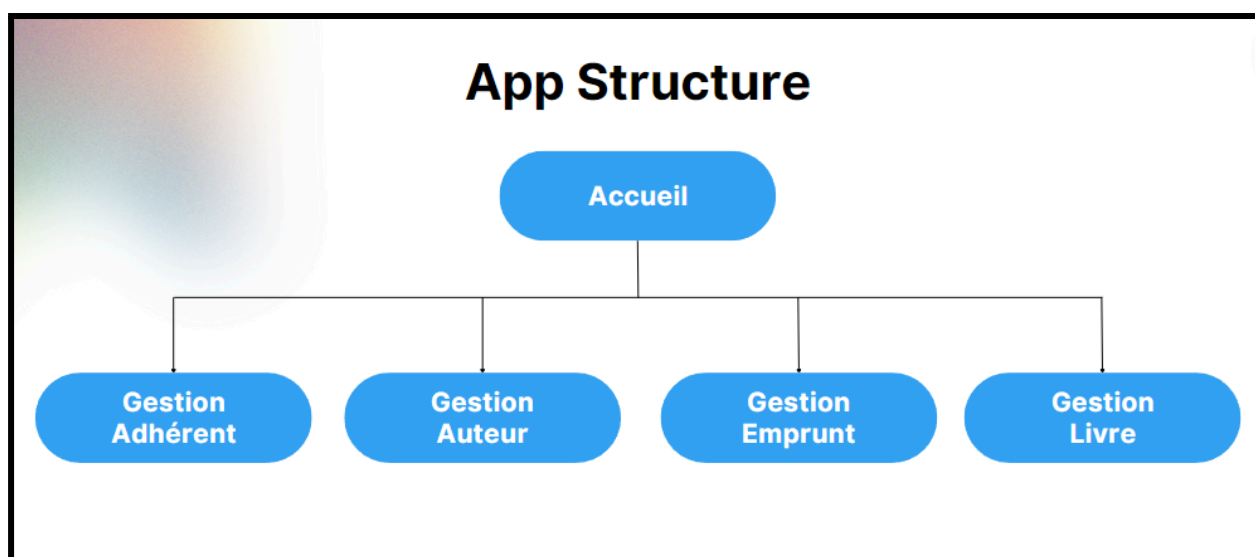 App Structure
Accueil
Gestion
Adhérent
Gestion
Auteur
Gestion
Emprunt
Gestion
Livre